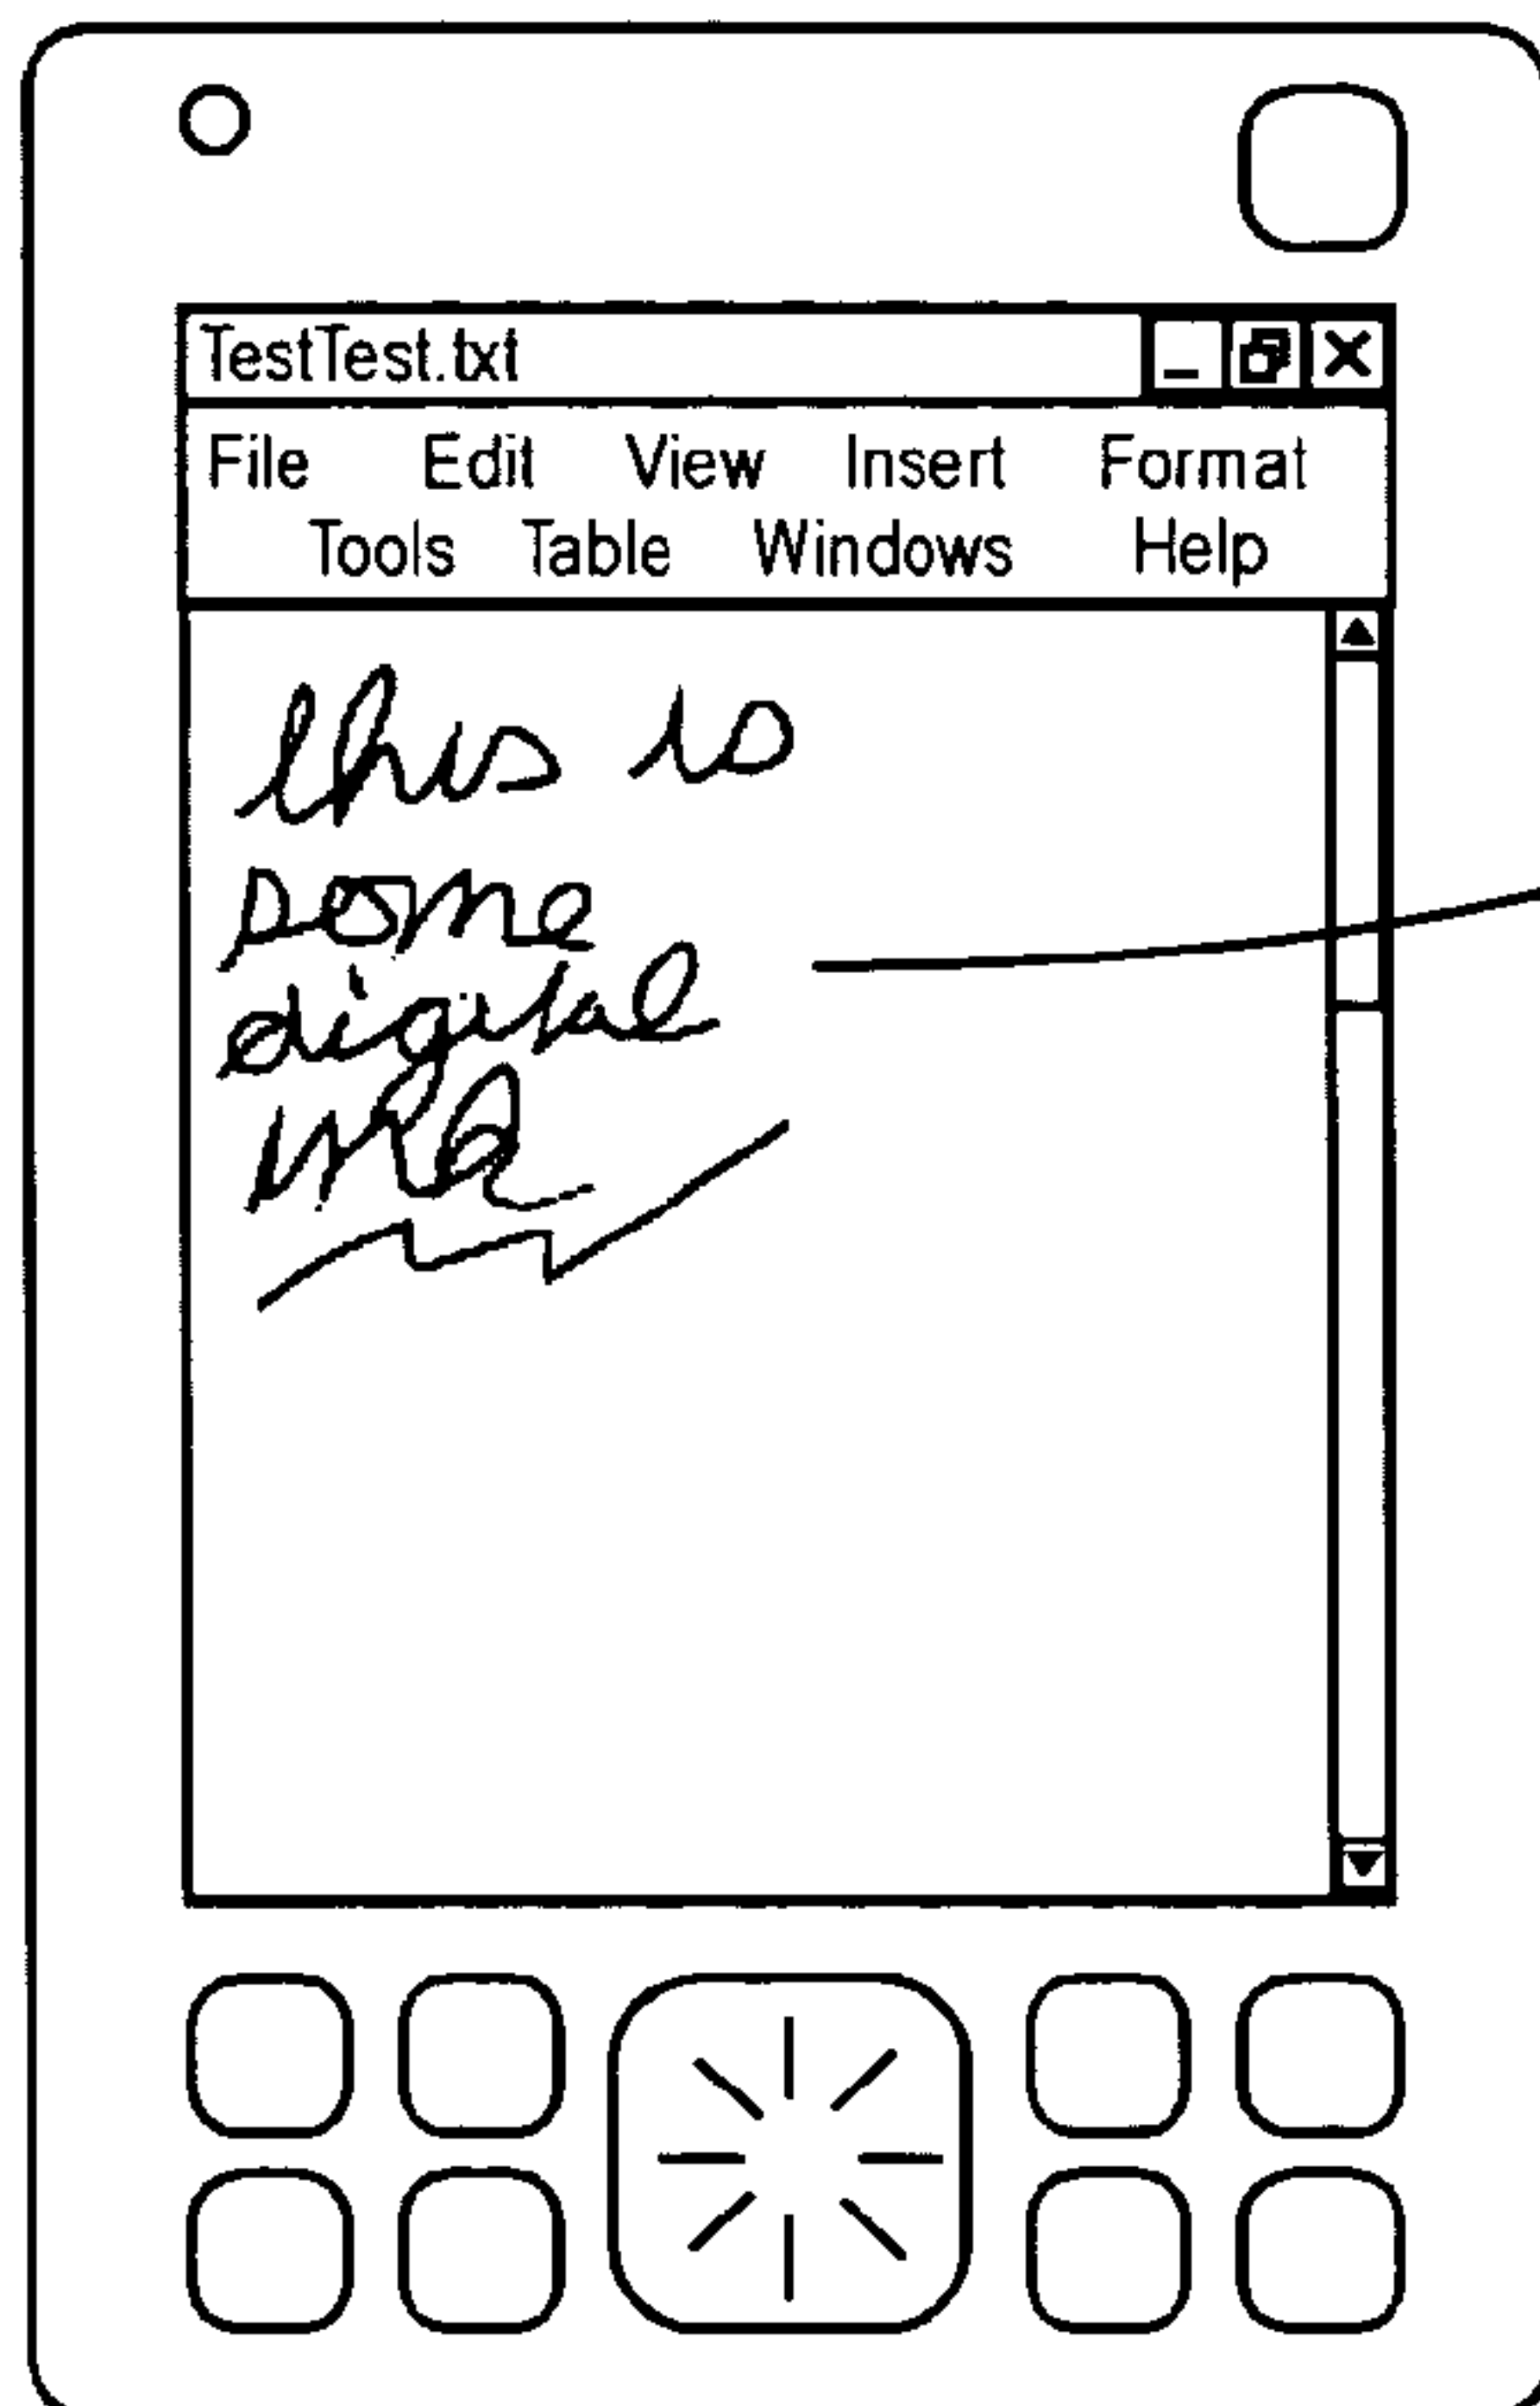 TestTest.txt
File Edit View Insert Format
Tools Table Windows Help
this is
some
digital
ink